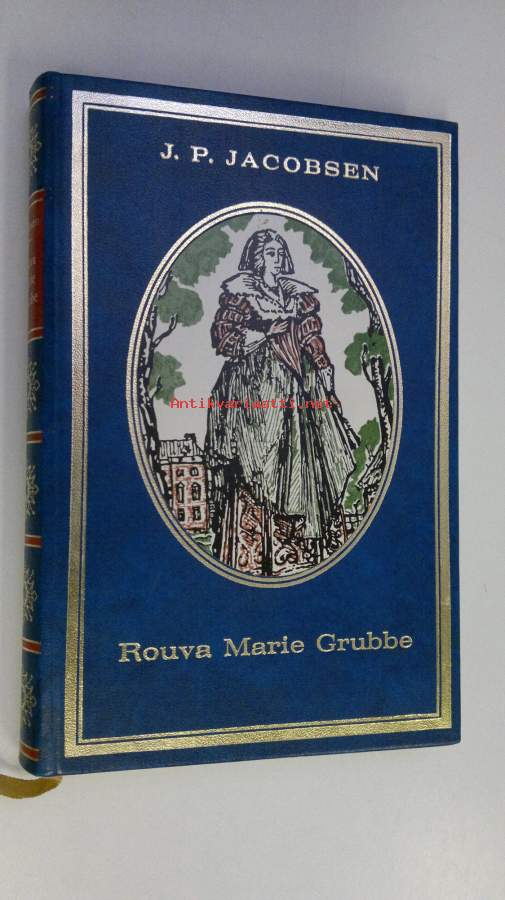 J. P. JACOBSEN
Antikvariaatti.net
Rouva Marie Grubbe